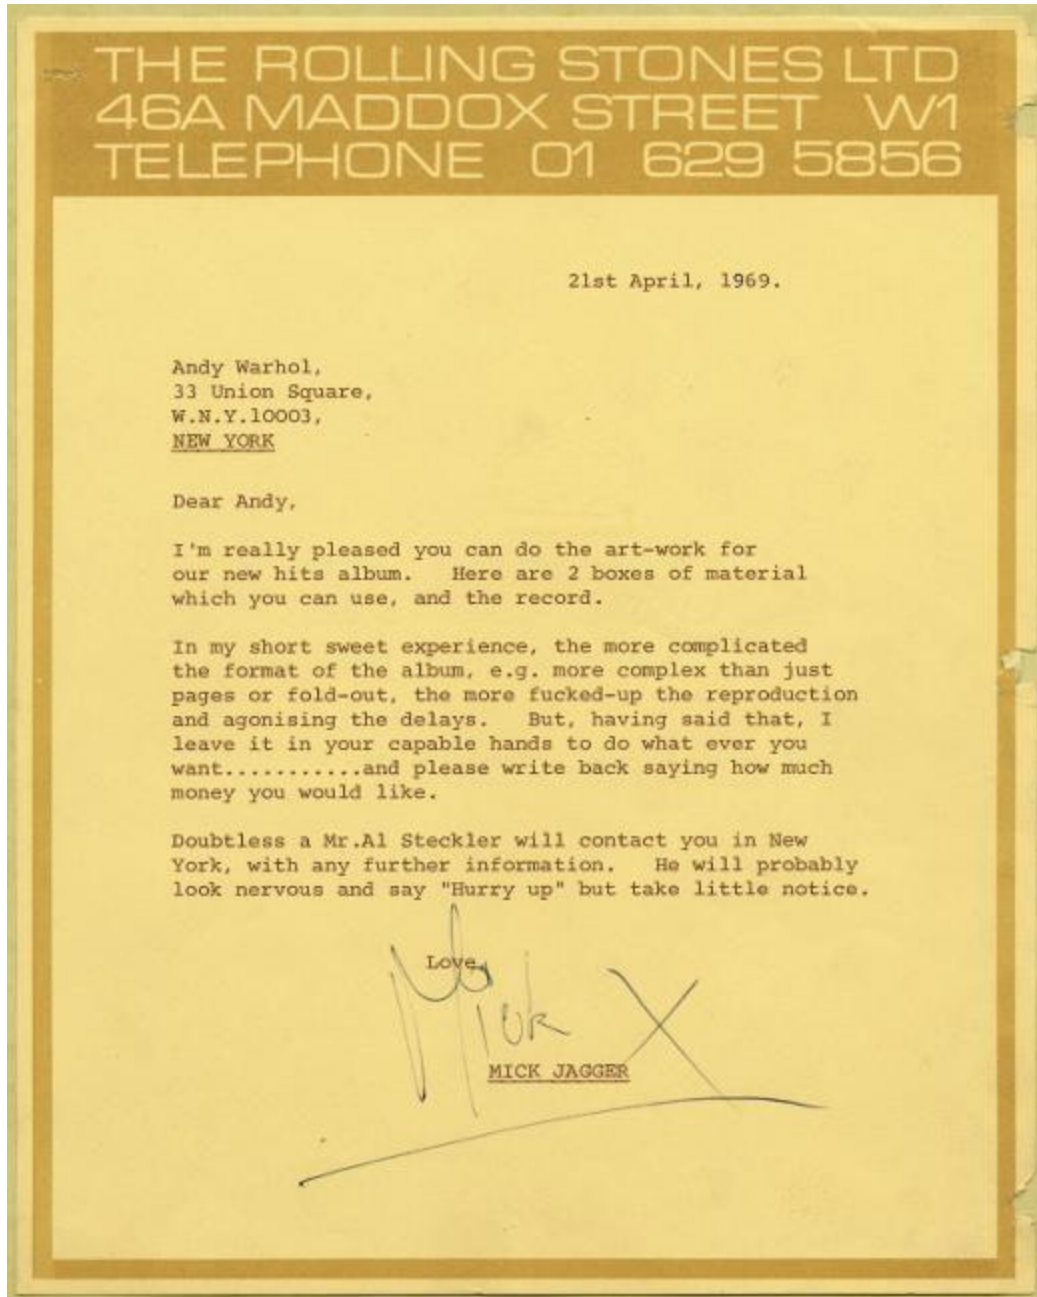 THE ROLLING STONES LTD
46A MADDOX STREET W1
TELEPHONE 01 629 5856
21st April, 1969.
Andy Warhol,
33 Union Square,
W.N.Y.10003,
NEW YORK
Dear Andy,
I'm really pleased you can do the art-work for
our new hits album. Here are 2 boxes of material
which you can use, and the record.
In my short sweet experience, the more complicated
the format of the album, e.g. more complex than just
pages or fold-out, the more fucked-up the reproduction
and agonising the delays. But, having said that, I
leave it in your capable hands to do what ever you
want...........and please write back saying how much
money you would like.
Doubtless a Mr.Al Steckler will contact you in New
York, with any further information. He will probably
look nervous and say "Hurry up" but take little notice.
Love,
Mick X
MICK JAGGER